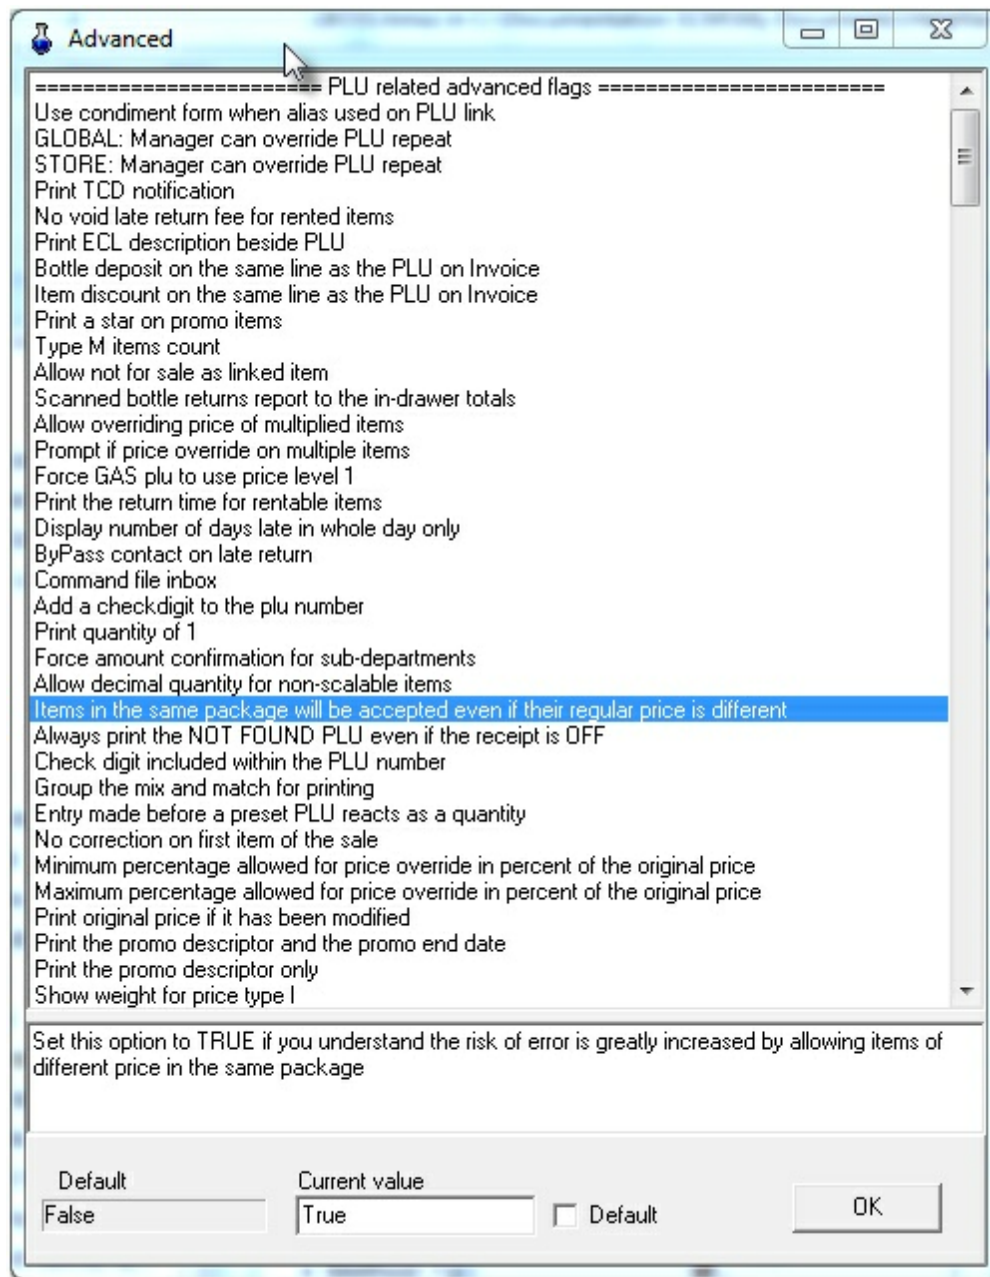 Advanced
======================== PLU related advanced flags ========================
Use condiment form when alias used on PLU link
GLOBAL: Manager can override PLU repeat
STORE: Manager can override PLU repeat
Print TCD notification
No void late return fee for rented items
Print ECL description beside PLU
Bottle deposit on the same line as the PLU on Invoice
Item discount on the same line as the PLU on Invoice
Print a star on promo items
Type M items count
Allow not for sale as linked item
Scanned bottle returns report to the in-drawer totals
Allow overriding price of multiplied items
Prompt if price override on multiple items
Force GAS plu to use price level 1
Print the return time for rentable items
Display number of days late in whole day only
ByPass contact on late return
Command file inbox
Add a checkdigit to the plu number
Print quantity of 1
Force amount confirmation for sub-departments
Allow decimal quantity for non-scalable items
Items in the same package will be accepted even if their regular price is different
Always print the NOT FOUND PLU even if the receipt is OFF
Check digit included within the PLU number
Group the mix and match for printing
Entry made before a preset PLU reacts as a quantity
No correction on first item of the sale
Minimum percentage allowed for price override in percent of the original price
Maximum percentage allowed for price override in percent of the original price
Print original price if it has been modified
Print the promo descriptor and the promo end date
Print the promo descriptor only
Show weight for price type I
Set this option to TRUE if you understand the risk of error is greatly increased by allowing items of
different price in the same package
Default
Current value
False
True
Default
OK